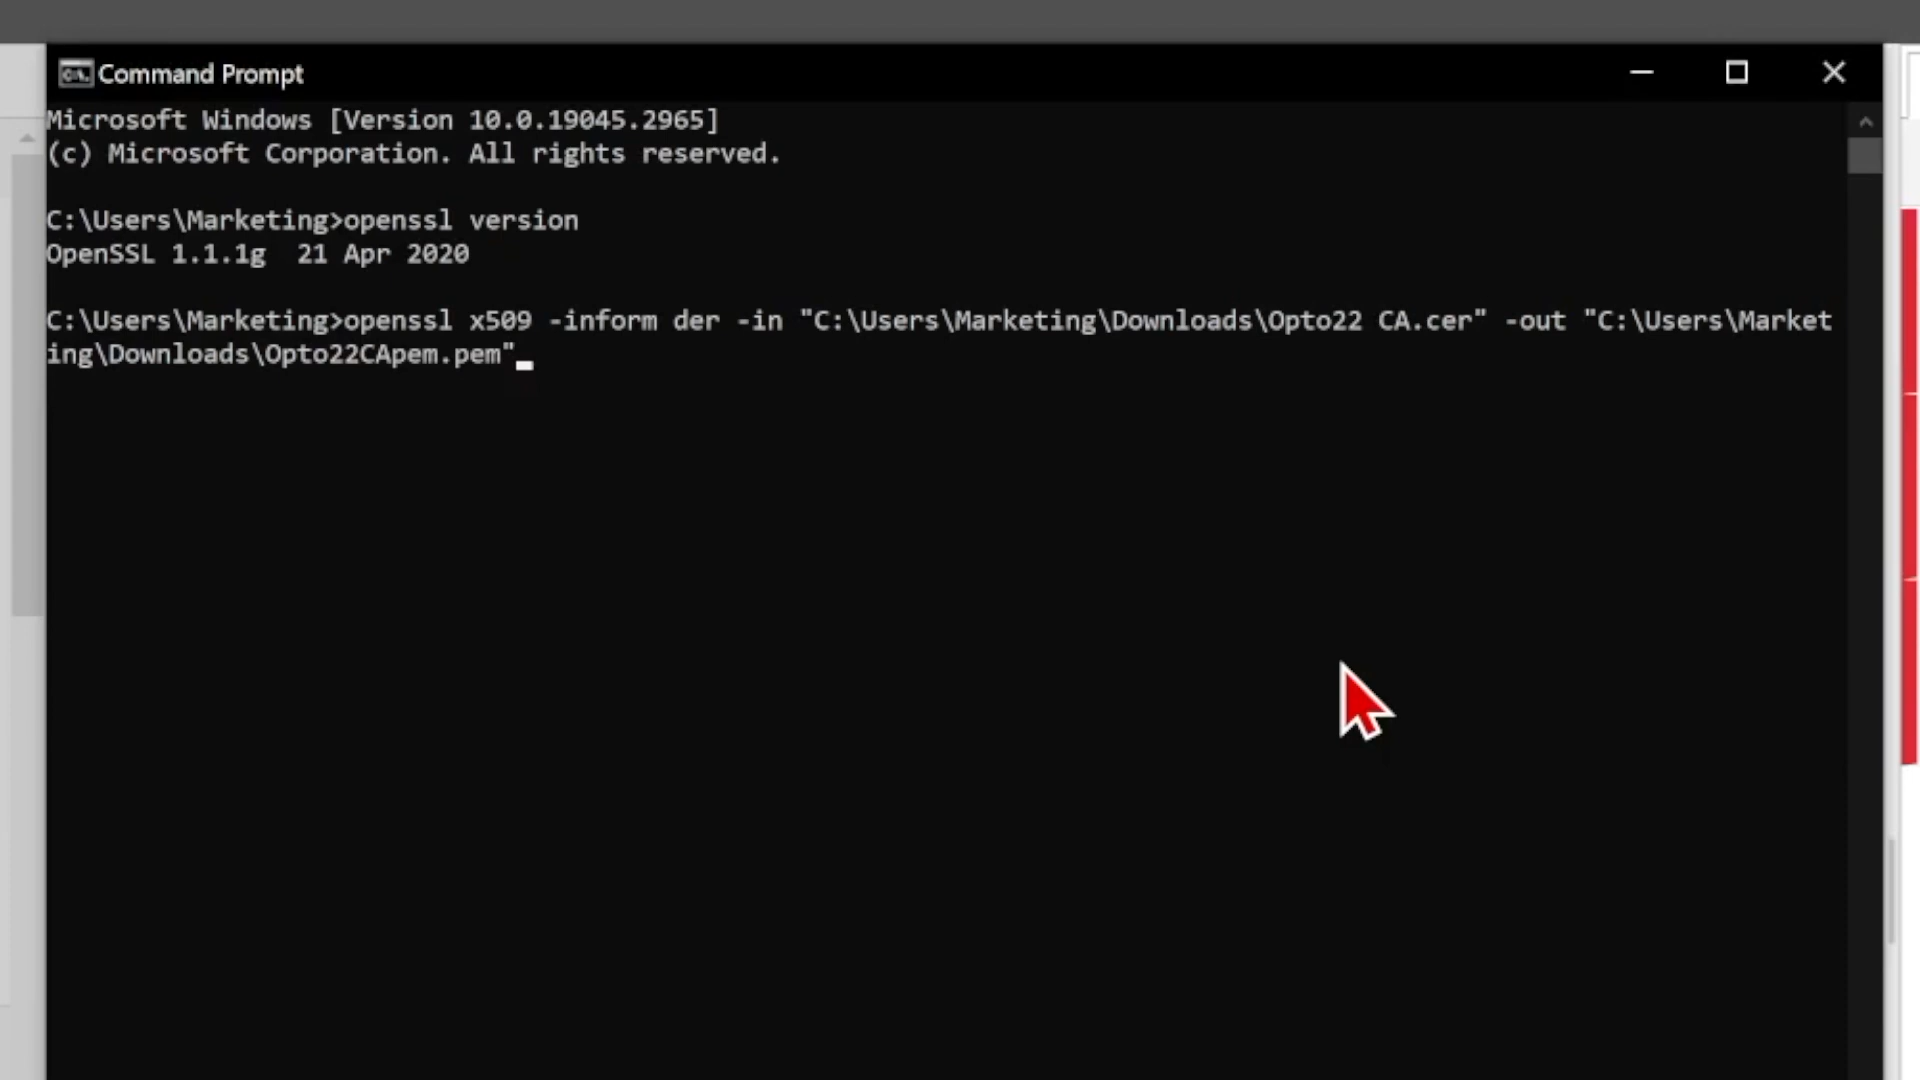 Command Prompt
Microsoft Windows [Version 10.0.19045.2965]
(c) Microsoft Corporation. All rights reserved.
C:\Users\Marketing>openssl version
OpenSSL 1.1.1g  21 Apr 2020
C:\Users\Marketing>openssl x509 -inform der -in "C:\Users\Marketing\Downloads\Opto22 CA.cer" -out "C:\Users\Market
ing\Downloads\Opto22CApem.pem"